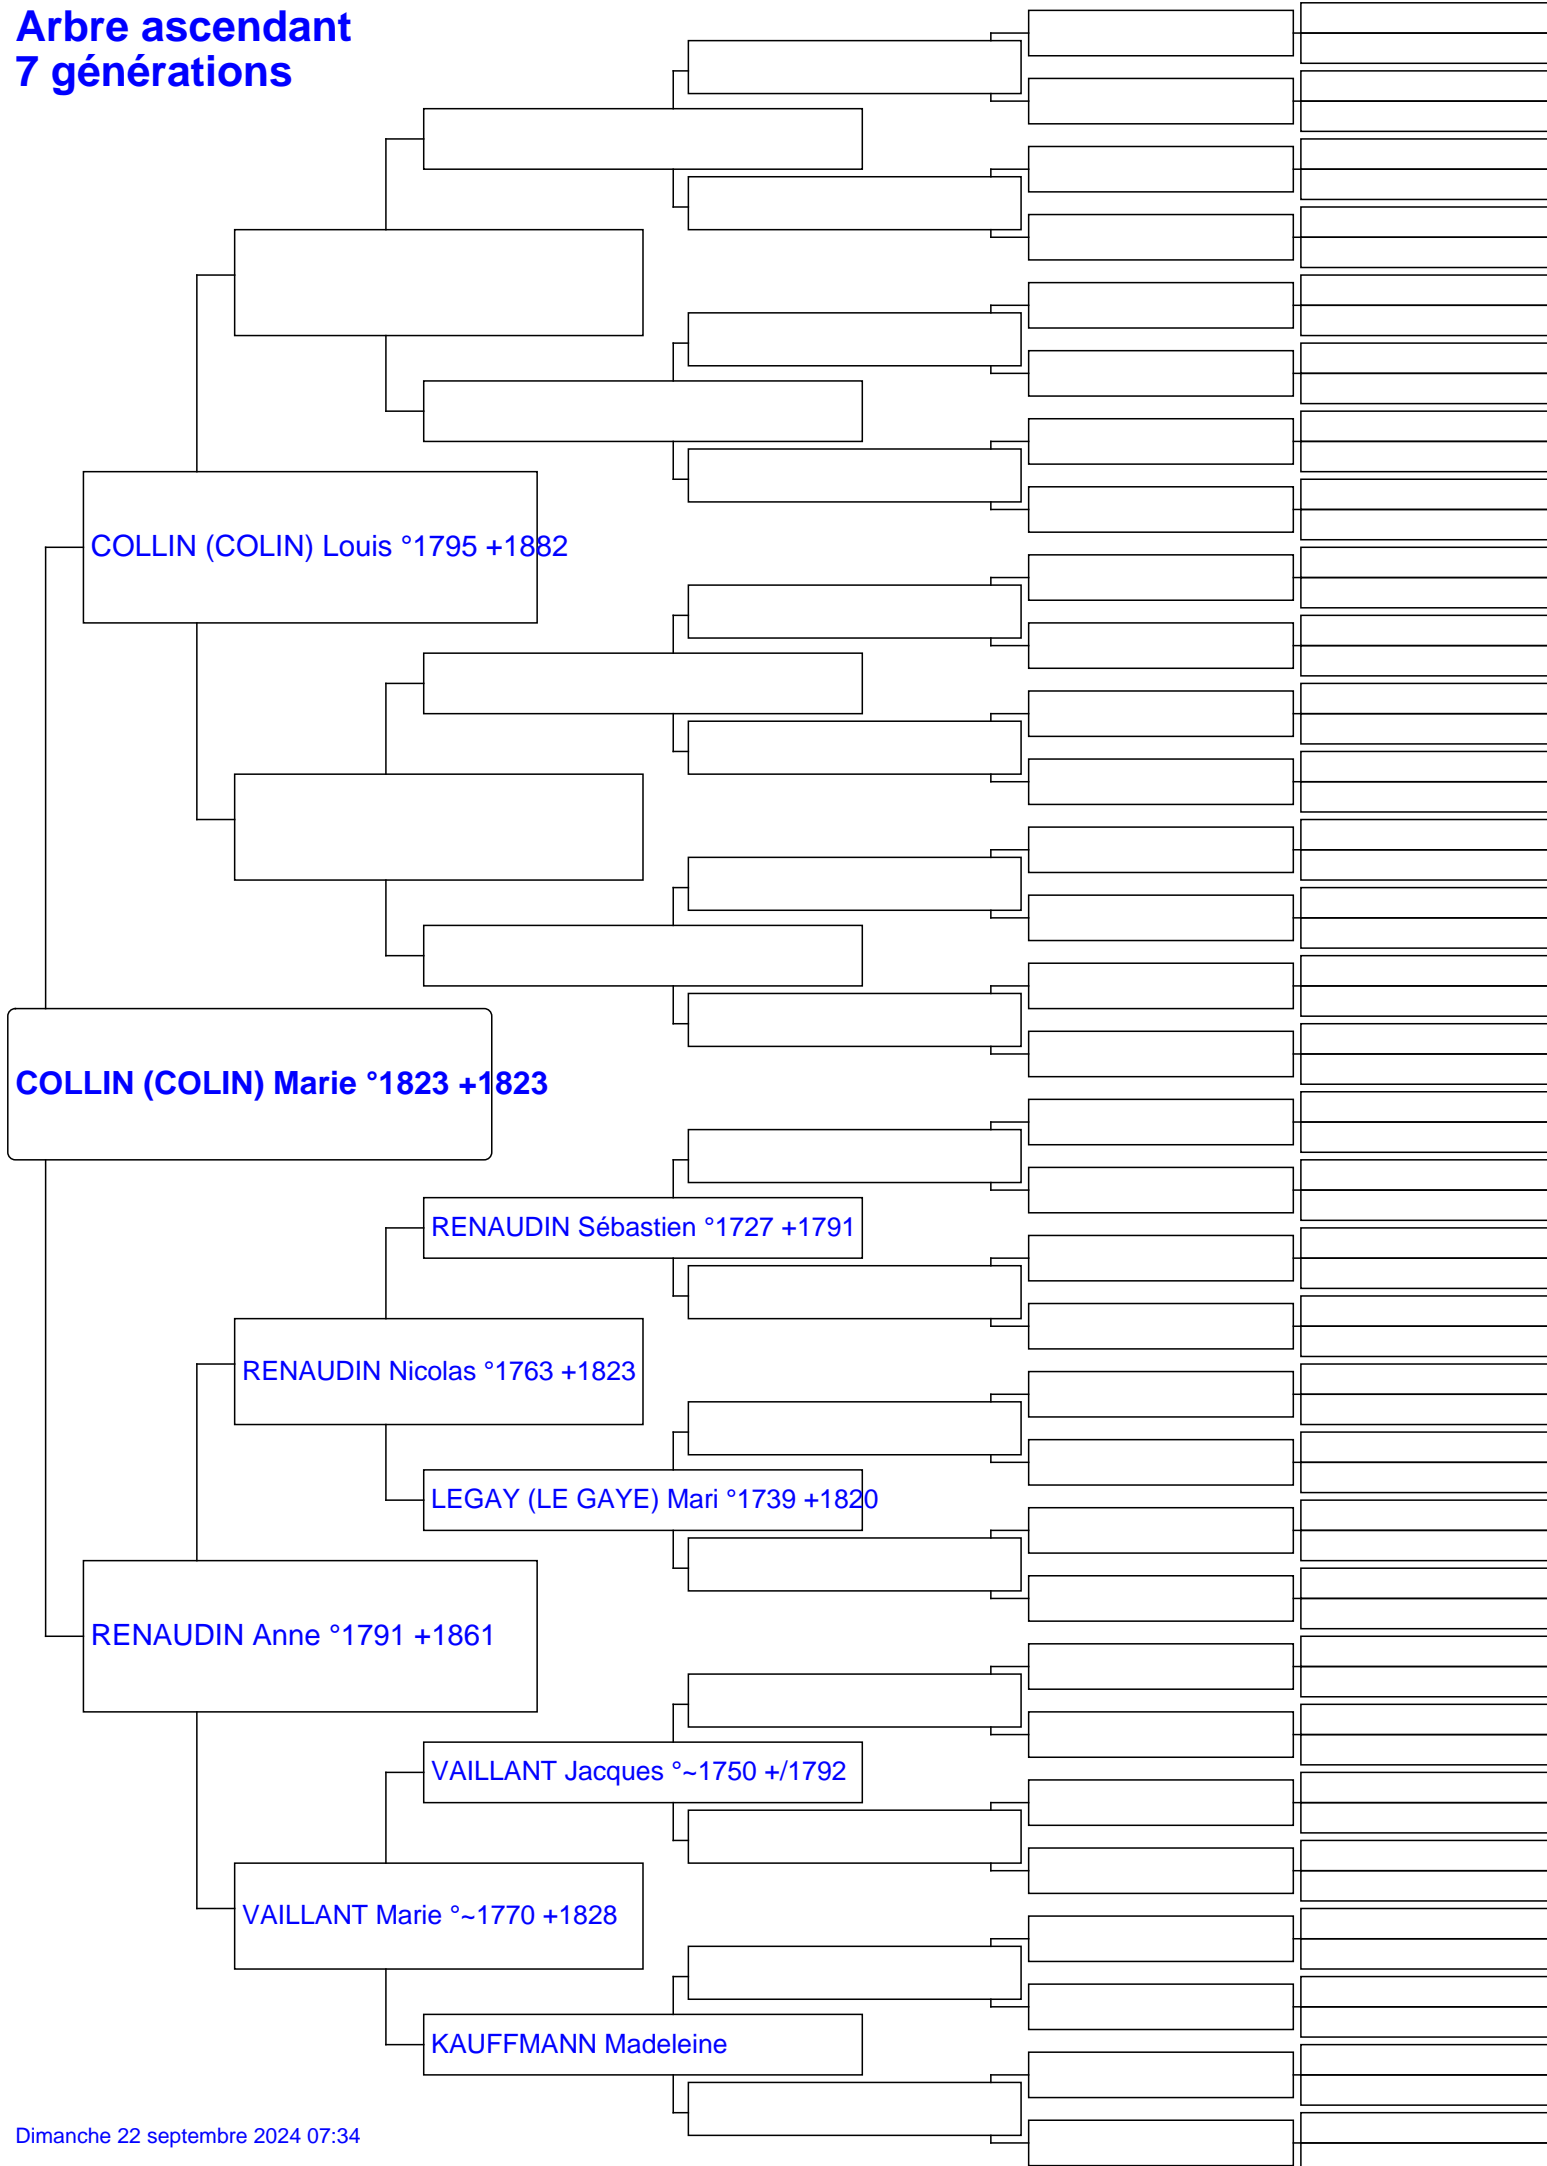 Arbre ascendant
7 générations
COLLIN (COLIN) Louis °1795 +1882
COLLIN (COLIN) Marie °1823 +1823
RENAUDIN Sébastien °1727 +1791
RENAUDIN Nicolas °1763 +1823
LEGAY (LE GAYE) Mari °1739 +1820
RENAUDIN Anne °1791 +1861
VAILLANT Jacques °~1750 +/1792
VAILLANT Marie °~1770 +1828
KAUFFMANN Madeleine
Dimanche 22 septembre 2024 07:34